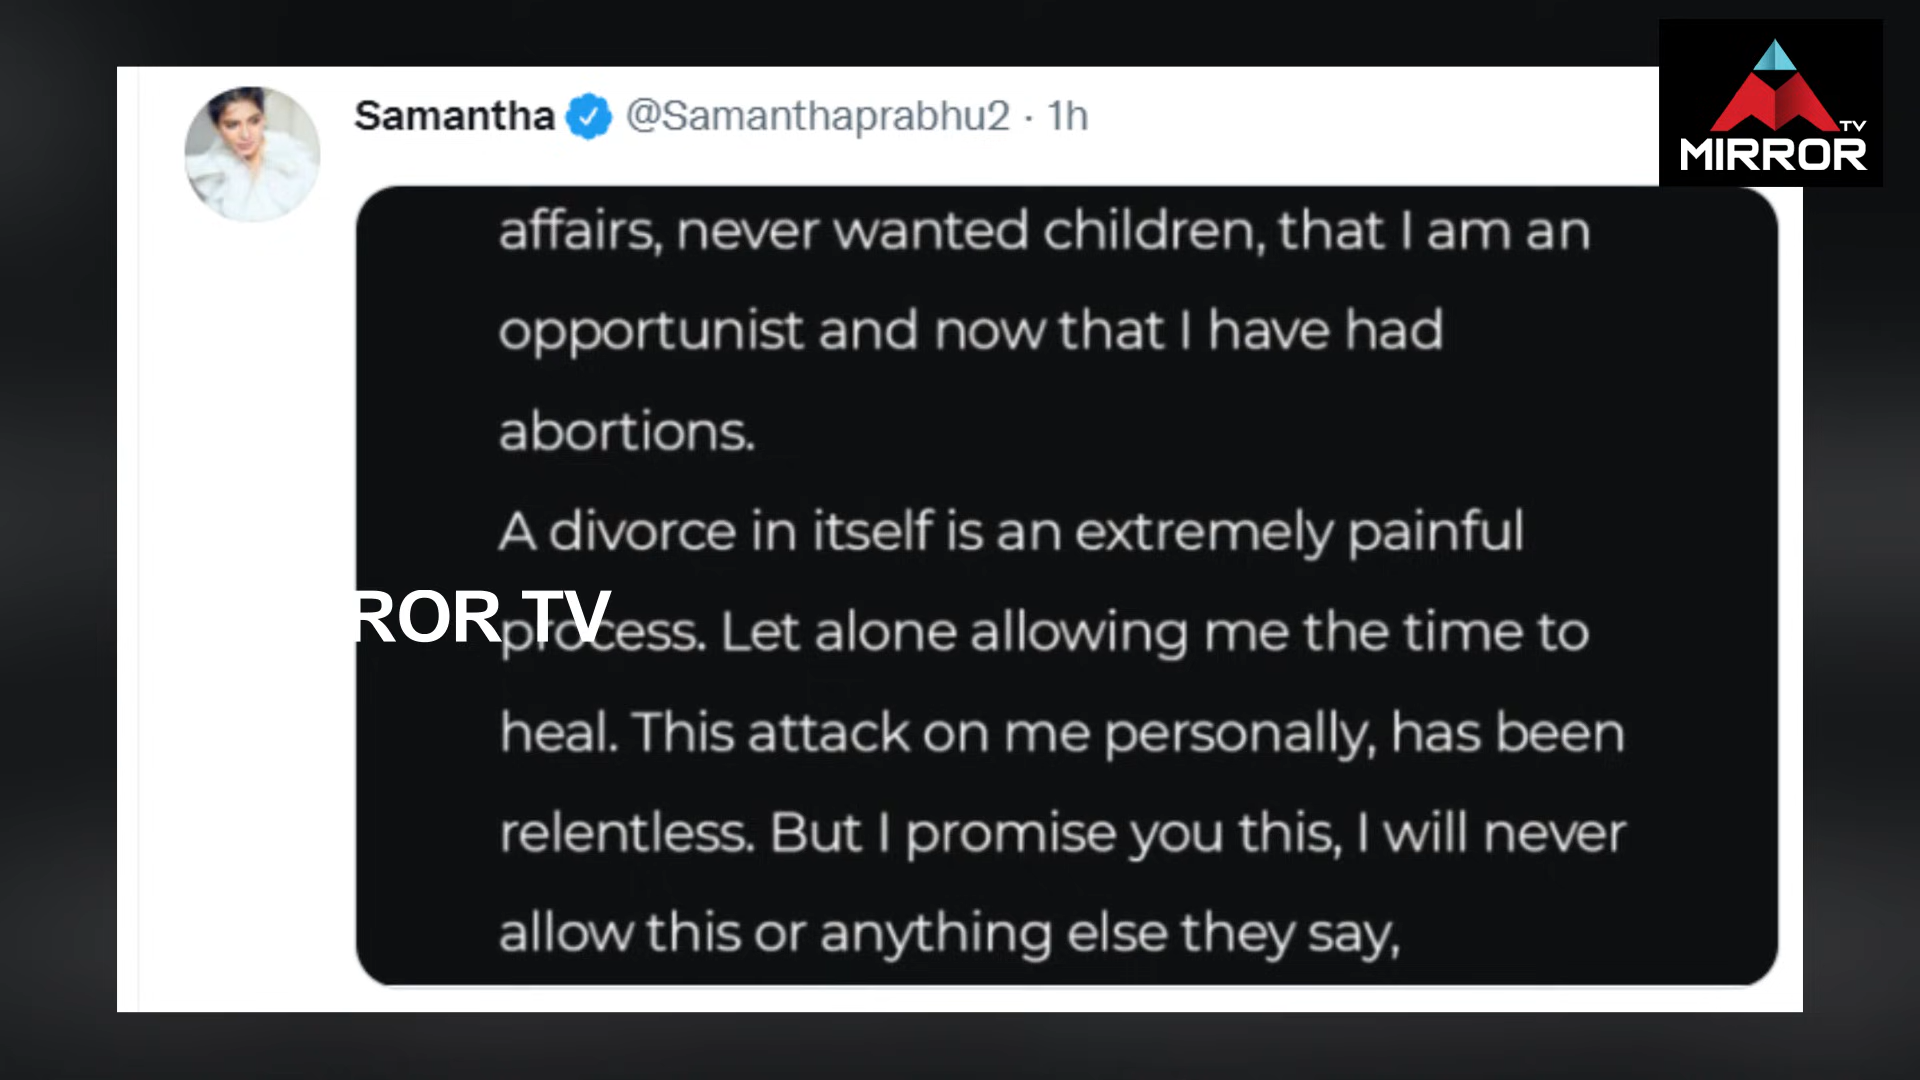 Samantha @Samanthaprabhu2 · 1h
TV
MIRROR
affairs, never wanted children, that I am an
opportunist and now that I have had
abortions.
A divorce in itself is an extremely painful
ROR TV
process. Let alone allowing me the time to
heal. This attack on me personally, has been
relentless. But I promise you this, I will never
allow this or anything else they say,